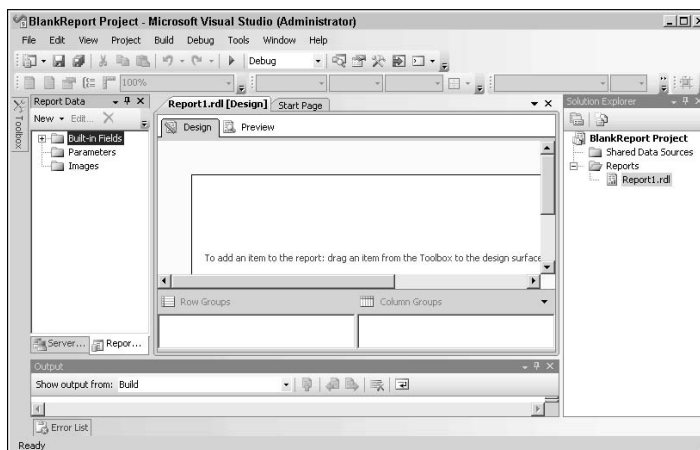 BlankReport Project - Microsoft Visual Studio (Administrator)
File Edit View Project Build Debug Tools Window Help
Debug
100%
Toolbox
Report Data
New Edit...
Built-in Fields
Parameters
Images
Server... Repor...
Report1.rdl [Design] Start Page
Design Preview
To add an item to the report: drag an item from the Toolbox to the design surface
Row Groups Column Groups
Solution Explorer
BlankReport Project
Shared Data Sources
Reports
Report1.rdl
Output
Show output from: Build
Error List
Ready